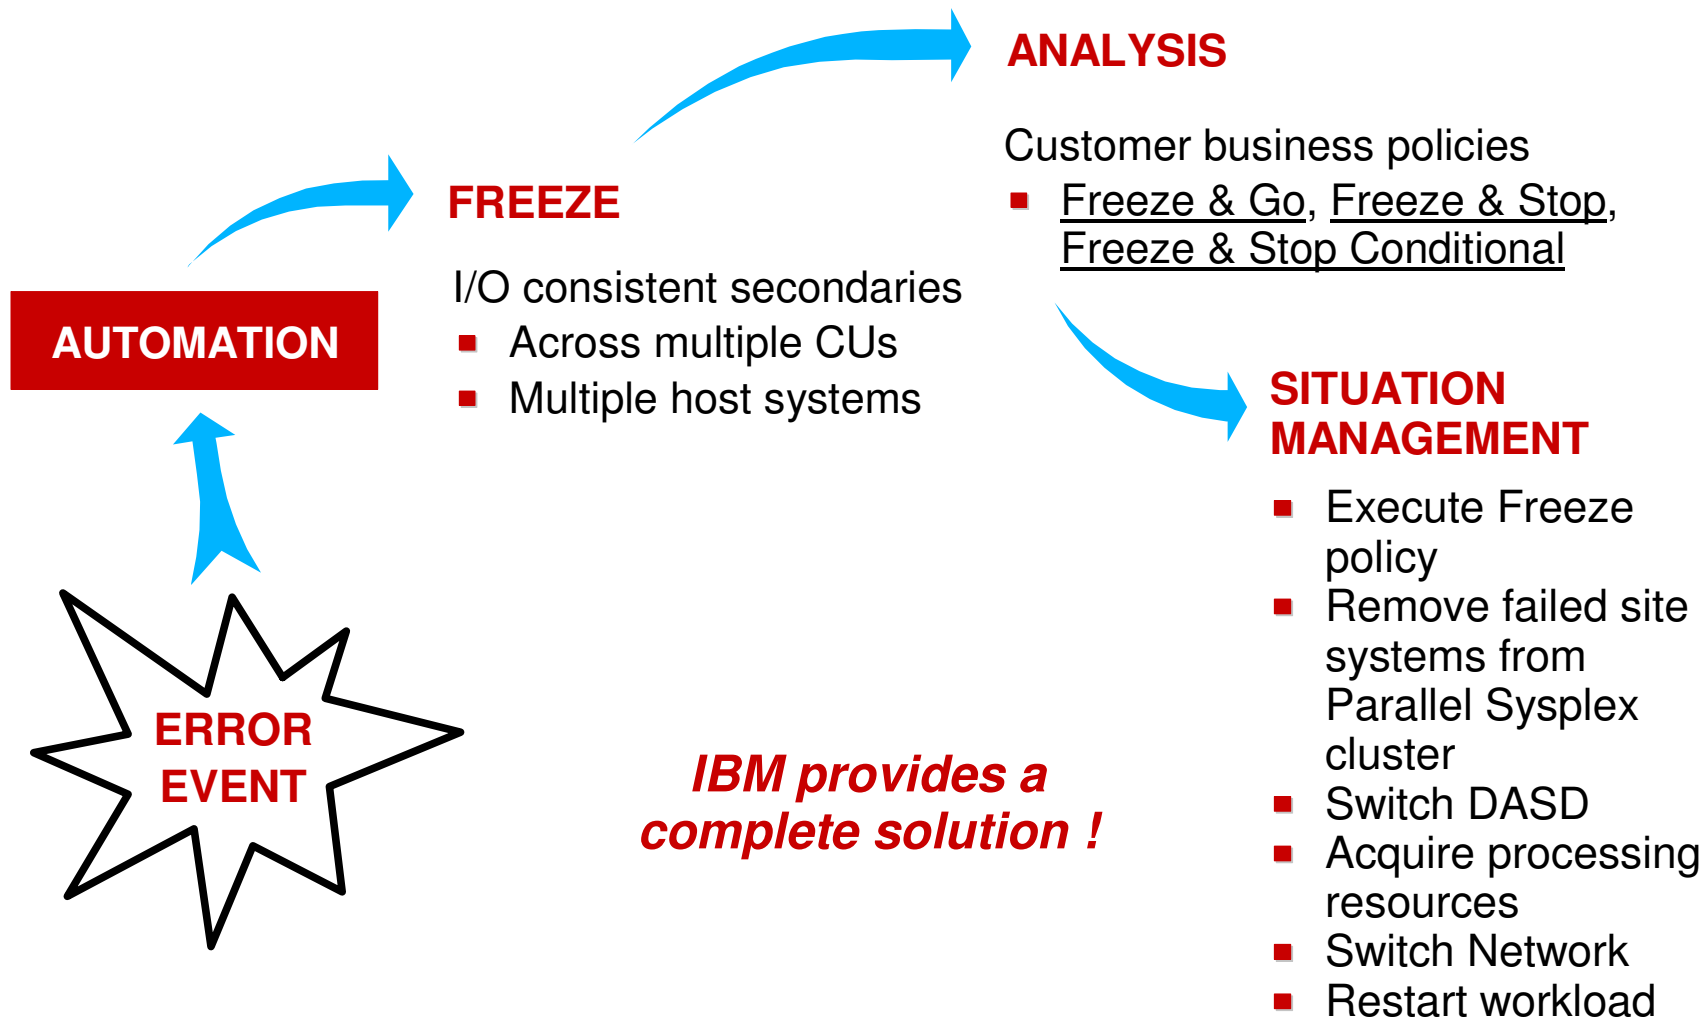 ANALYSIS
Customer business policies
Freeze & Go, Freeze & Stop,
Freeze & Stop Conditional
FREEZE
I/O consistent secondaries
Across multiple CUs
Multiple host systems
AUTOMATION
SITUATION
MANAGEMENT
Execute Freeze
policy
Remove failed site
systems from
Parallel Sysplex
cluster
Switch DASD
Acquire processing
resources
Switch Network
Restart workload
ERROR
EVENT
IBM provides a
complete solution !